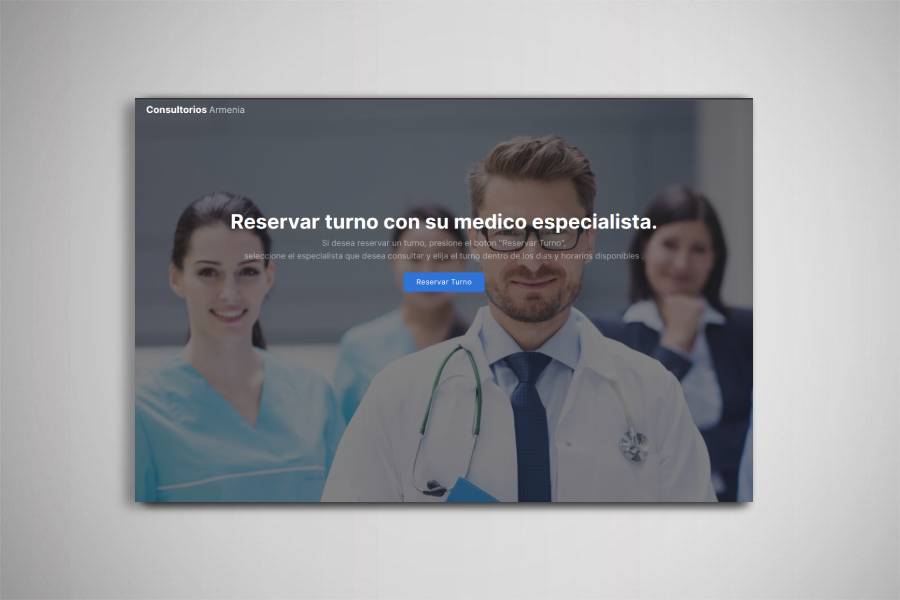 Consultorios Armenia
Reservar turno con su medico especialista.
Si desea reservar un turno, presione el boton "Reservar Turno",
seleccione el especialista que desea consultar y elija el turno dentro de los dias y horarios disponibles .
Reservar Turno